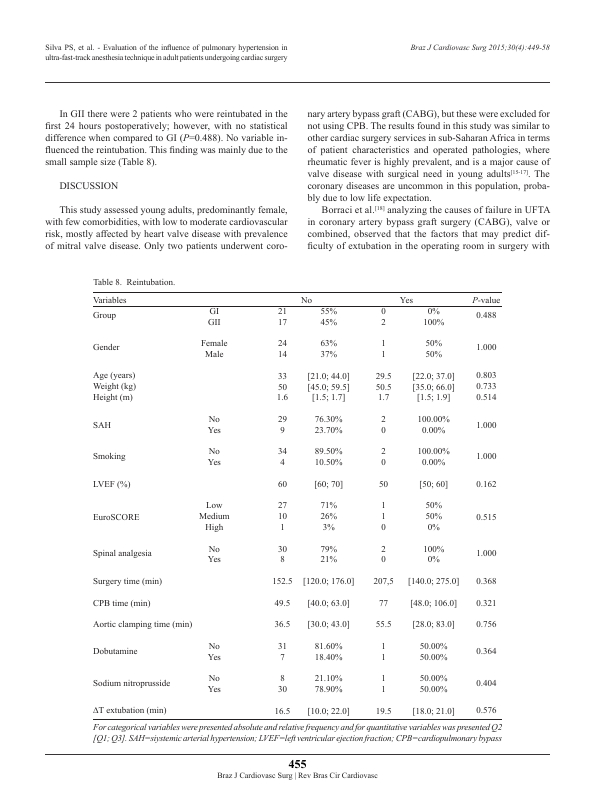 Silva PS, et al. - Evaluation of the influence of pulmonary hypertension in
ultra-fast-track anesthesia technique in adult patients undergoing cardiac surgery
Braz J Cardiovasc Surg 2015;30(4):449-58
In GII there were 2 patients who were reintubated in the
first 24 hours postoperatively; however, with no statistical
difference when compared to GI (P=0.488). No variable in-
fluenced the reintubation. This finding was mainly due to the
small sample size (Table 8).
DISCUSSION
This study assessed young adults, predominantly female,
with few comorbidities, with low to moderate cardiovascular
risk, mostly affected by heart valve disease with prevalence
of mitral valve disease. Only two patients underwent coro-
nary artery bypass graft (CABG), but these were excluded for
not using CPB. The results found in this study was similar to
other cardiac surgery services in sub-Saharan Africa in terms
of patient characteristics and operated pathologies, where
rheumatic fever is highly prevalent, and is a major cause of
valve disease with surgical need in young adults[15-17]. The
coronary diseases are uncommon in this population, proba-
bly due to low life expectation.
Borraci et al.[18] analyzing the causes of failure in UFTA
in coronary artery bypass graft surgery (CABG), valve or
combined, observed that the factors that may predict dif-
ficulty of extubation in the operating room in surgery with
Table 8. Reintubation.
Variables No Yes P-value
Group GI 21 55% 0 0% 0.488
GII 17 45% 2 100%
Gender Female 24 63% 1 50% 1.000
Male 14 37% 1 50%
Age (years) 33 [21.0; 44.0] 29.5 [22.0; 37.0] 0.803
Weight (kg) 50 [45.0; 59.5] 50.5 [35.0; 66.0] 0.733
Height (m) 1.6 [1.5; 1.7] 1.7 [1.5; 1.9] 0.514
SAH No 29 76.30% 2 100.00% 1.000
Yes 9 23.70% 0 0.00%
Smoking No 34 89.50% 2 100.00% 1.000
Yes 4 10.50% 0 0.00%
LVEF (%) 60 [60; 70] 50 [50; 60] 0.162
EuroSCORE Low 27 71% 1 50% 0.515
Medium 10 26% 1 50%
High 1 3% 0 0%
Spinal analgesia No 30 79% 2 100% 1.000
Yes 8 21% 0 0%
Surgery time (min) 152.5 [120.0; 176.0] 207,5 [140.0; 275.0] 0.368
CPB time (min) 49.5 [40.0; 63.0] 77 [48.0; 106.0] 0.321
Aortic clamping time (min) 36.5 [30.0; 43.0] 55.5 [28.0; 83.0] 0.756
Dobutamine No 31 81.60% 1 50.00% 0.364
Yes 7 18.40% 1 50.00%
Sodium nitroprusside No 8 21.10% 1 50.00% 0.404
Yes 30 78.90% 1 50.00%
ΔT extubation (min) 16.5 [10.0; 22.0] 19.5 [18.0; 21.0] 0.576
For categorical variables were presented absolute and relative frequency and for quantitative variables was presented Q2
[Q1; Q3]. SAH=siystemic arterial hypertension; LVEF=left ventricular ejection fraction; CPB=cardiopulmonary bypass
455
Braz J Cardiovasc Surg | Rev Bras Cir Cardiovasc